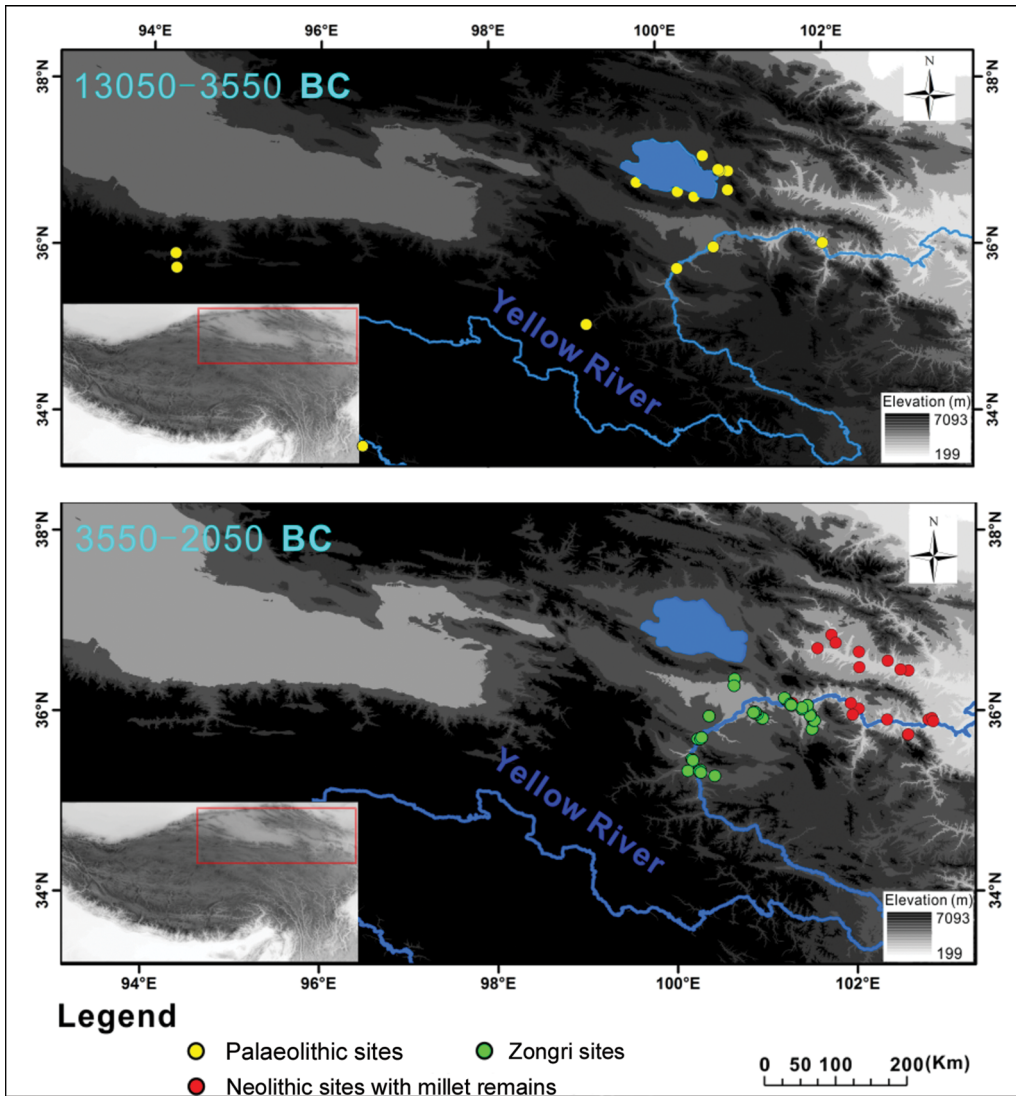 94°E 96°E 98°E 100°E 102°E
38°N 38°N
13050-3550 BC
N
36°N 36°N
Yellow River
34°N 34°N
Elevation (m)
7093
199
3550-2050 BC
38°N 38°N
N
36°N 36°N
Yellow River
34°N 34°N
Elevation (m)
7093
199
94°E 96°E 98°E 100°E 102°E
Legend
Palaeolithic sites
Zongri sites
Neolithic sites with millet remains
0 50 100 200(Km)